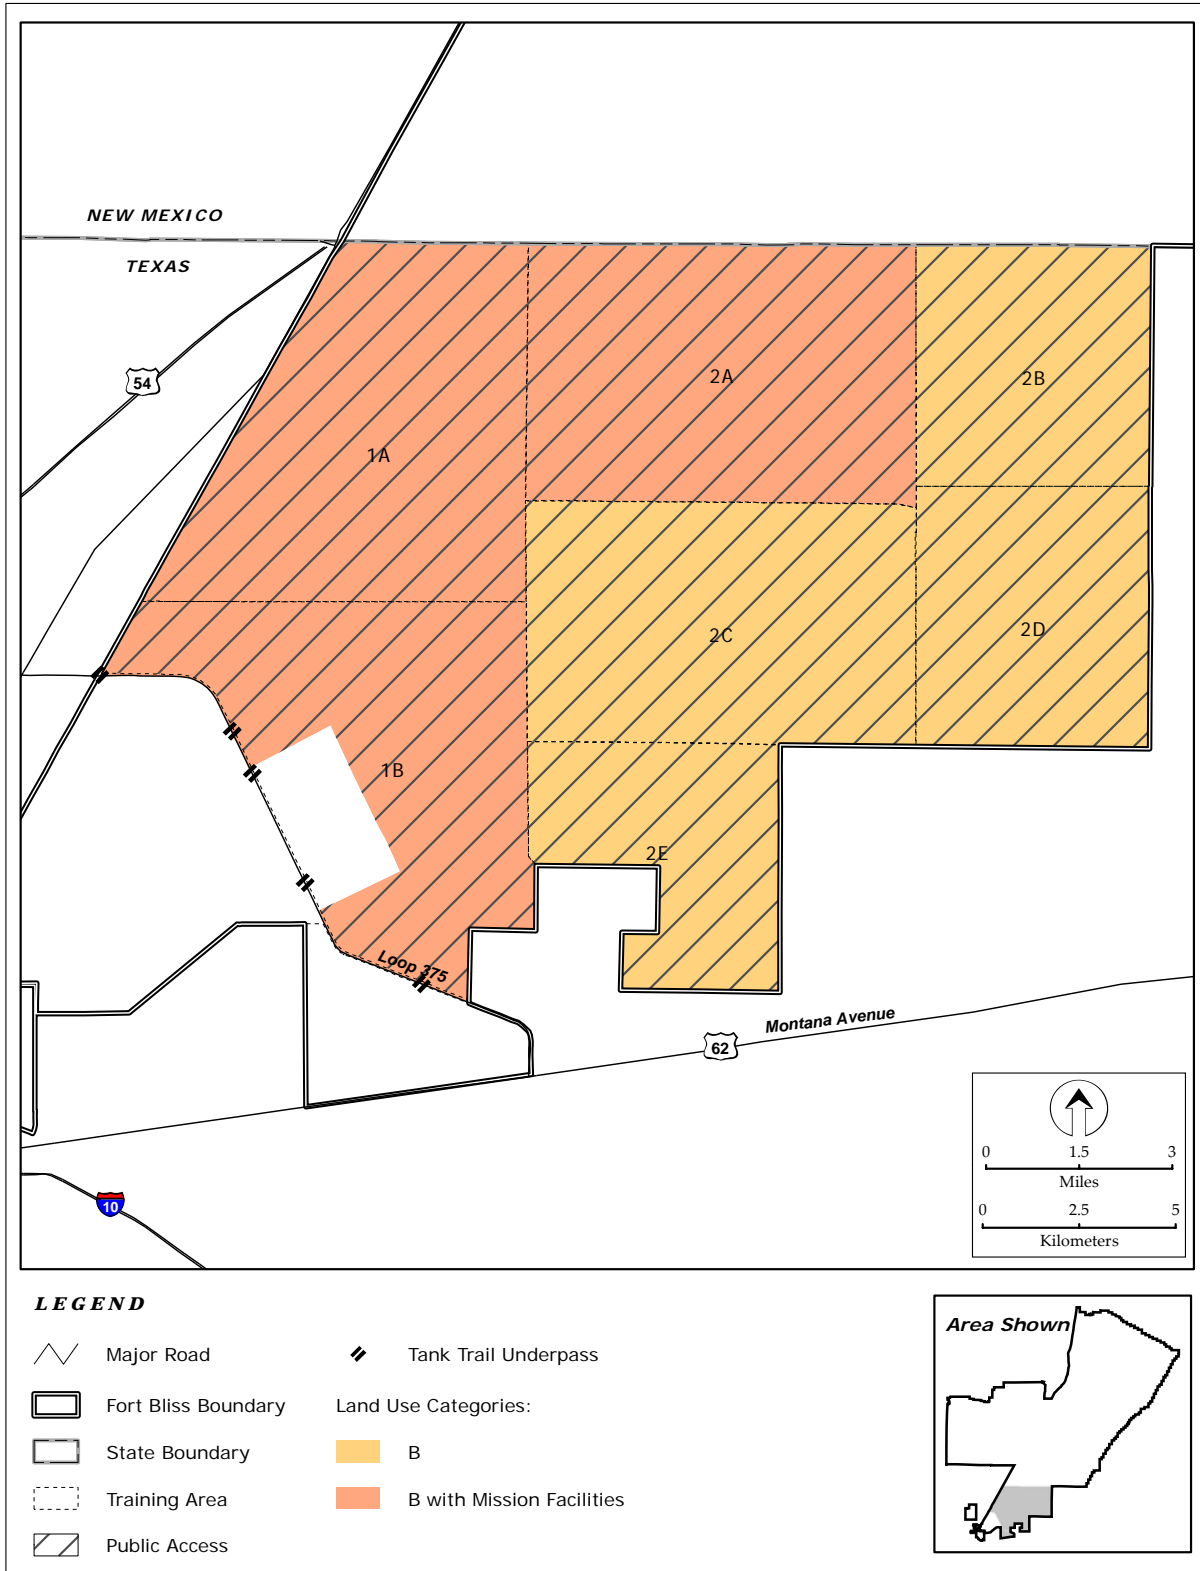 NEW MEXICO
TEXAS
54
2A
2B
1A
2C
2D
1B
2E
Loop 375
Montana Avenue
62
10
0 1.5 3
Miles
0 2.5 5
Kilometers
LEGEND
Major Road
Fort Bliss Boundary
State Boundary
Training Area
Public Access
Tank Trail Underpass
Land Use Categories:
B
B with Mission Facilities
Area Shown